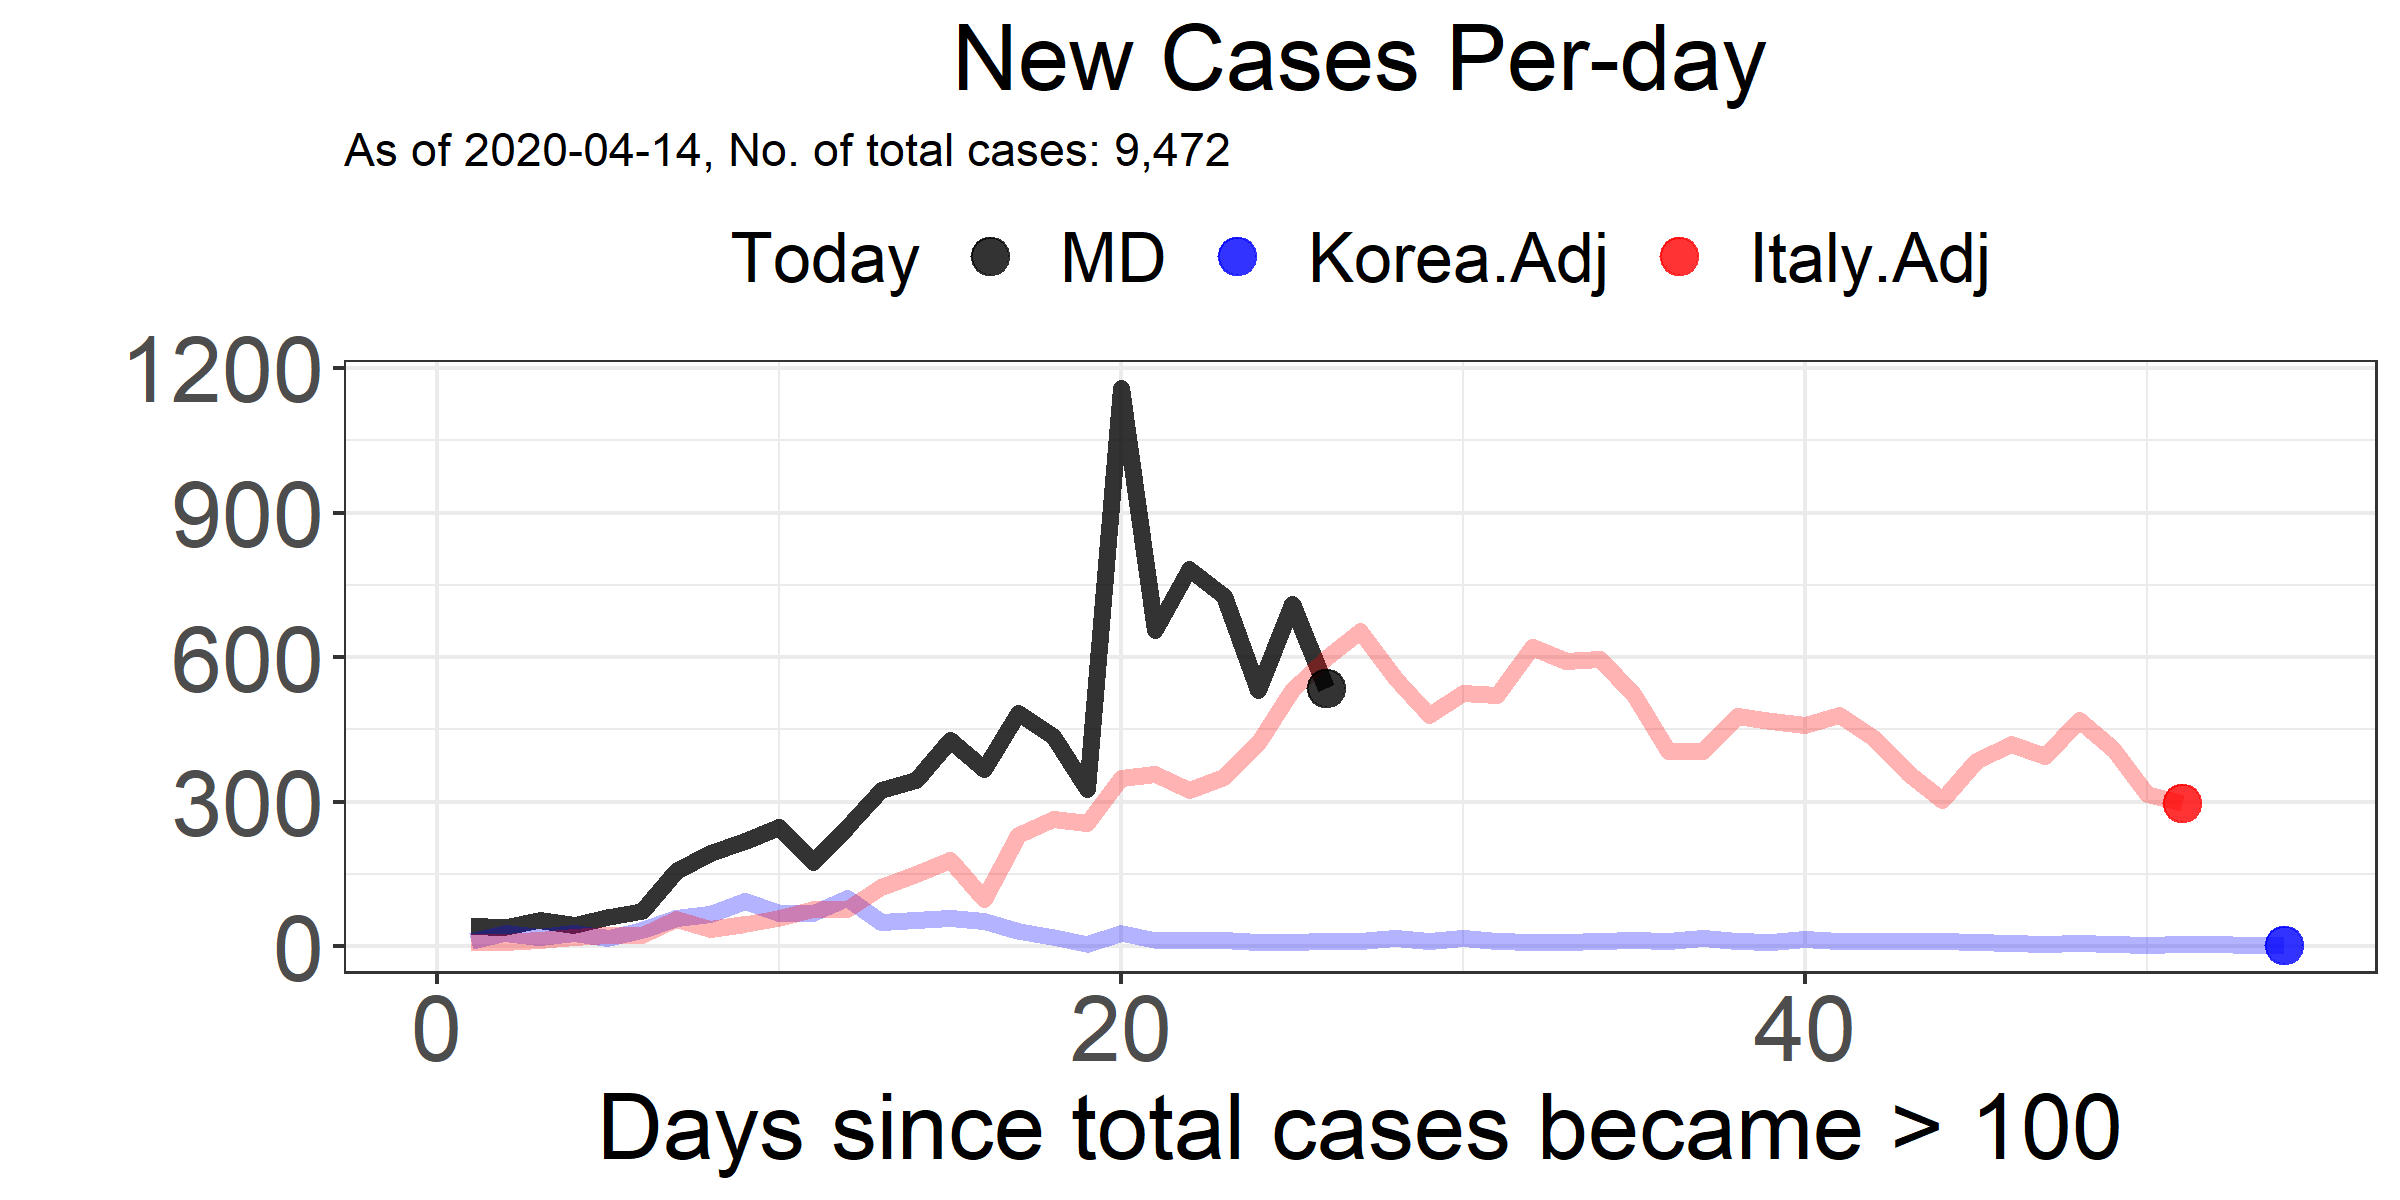 New Cases Per-day
As of 2020-04-14, No. of total cases: 9,472
Today MD Korea.Adj Italy.Adj
1200
900
600
300
0
0 20 40
Days since total cases became > 100